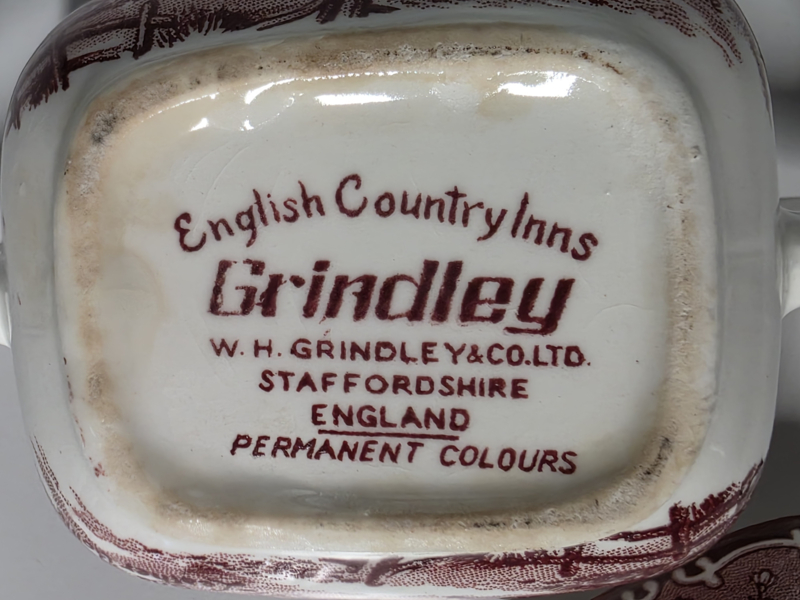 English Country Inns
Grindley
W. H. GRINDLEY & CO. LTD.
STAFFORDSHIRE
ENGLAND
PERMANENT COLOURS